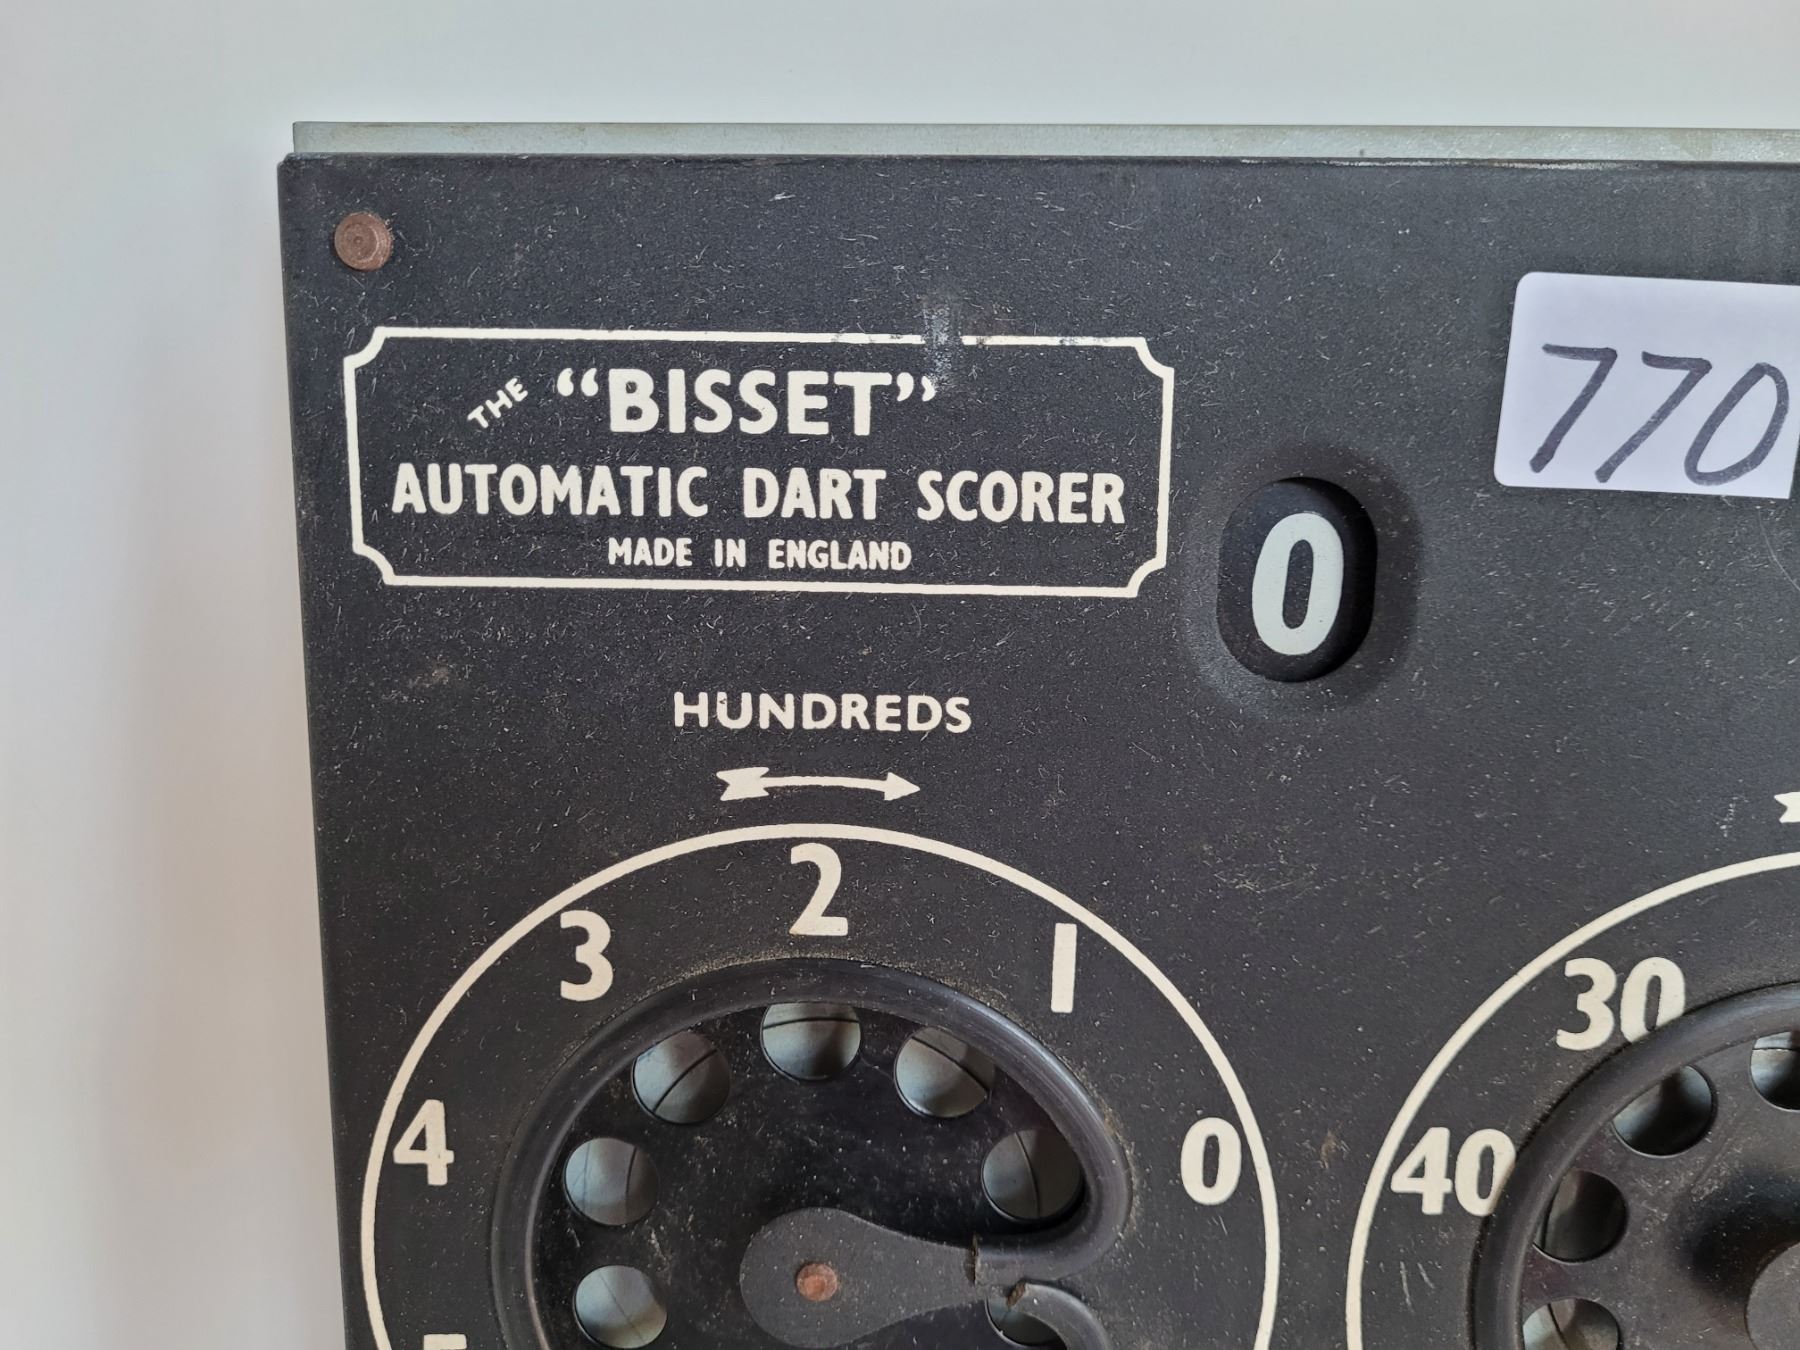 THE "BISSET"
AUTOMATIC DART SCORER
MADE IN ENGLAND
770
0
HUNDREDS
2
3
1
30
4
0
40